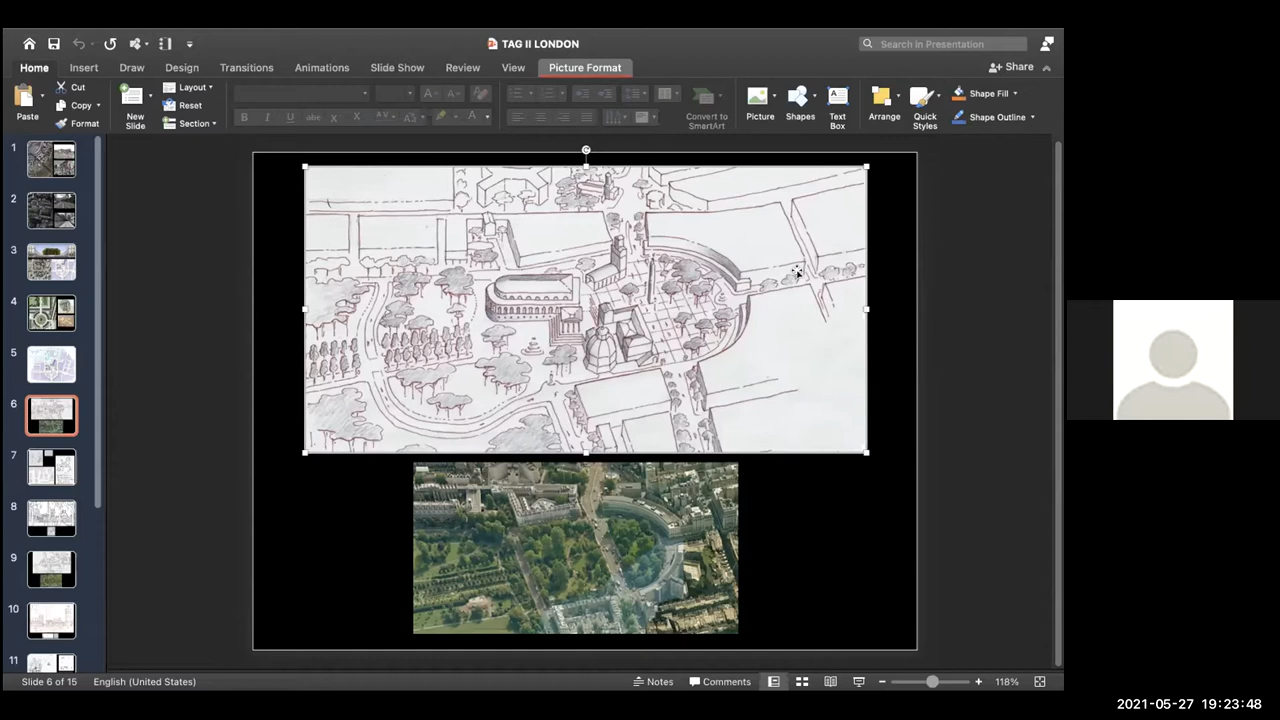 TAG II LONDON
Search in Presentation
Home Insert Draw Design Transitions Animations Slide Show Review View Picture Format
Share
Paste
Cut
Copy
Format
New Slide
Layout
Reset
Section
B I U abc X X AV Aa A A
Convert to SmartArt
Picture
Shapes
Text Box
Arrange
Quick Styles
Shape Fill
Shape Outline
1
2
3
4
5
6
7
8
9
10
11
Slide 6 of 15 English (United States) Notes Comments 118%
2021-05-27 19:23:48